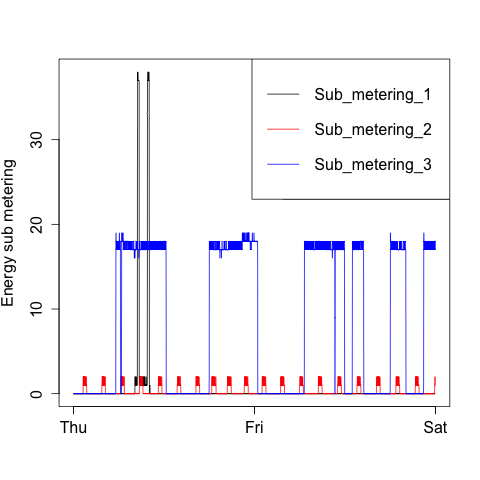 Sub_metering_1
Sub_metering_2
Sub_metering_3
Energy sub metering
30
20
10
0
Thu Fri Sat